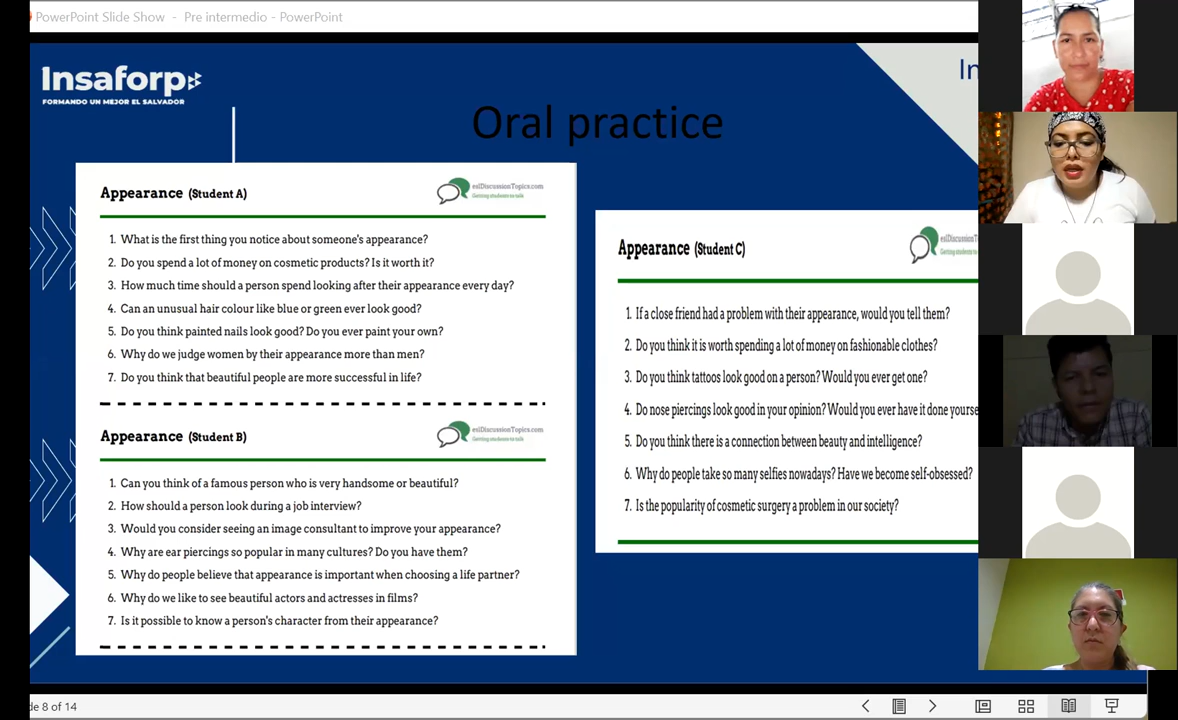 PowerPoint Slide Show - Pre intermedio - PowerPoint
Insaforp
FORMANDO UN MEJOR EL SALVADOR
In
Oral practice
Appearance (Student A)
eslDiscussionTopics.com
Getting students to talk
1. What is the first thing you notice about someone's appearance?
2. Do you spend a lot of money on cosmetic products? Is it worth it?
3. How much time should a person spend looking after their appearance every day?
4. Can an unusual hair colour like blue or green ever look good?
5. Do you think painted nails look good? Do you ever paint your own?
6. Why do we judge women by their appearance more than men?
7. Do you think that beautiful people are more successful in life?
Appearance (Student B)
eslDiscussionTopics.com
Getting students to talk
1. Can you think of a famous person who is very handsome or beautiful?
2. How should a person look during a job interview?
3. Would you consider seeing an image consultant to improve your appearance?
4. Why are ear piercings so popular in many cultures? Do you have them?
5. Why do people believe that appearance is important when choosing a life partner?
6. Why do we like to see beautiful actors and actresses in films?
7. Is it possible to know a person's character from their appearance?
Appearance (Student C)
eslDiscussionTo
Getting students to
1. If a close friend had a problem with their appearance, would you tell them?
2. Do you think it is worth spending a lot of money on fashionable clothes?
3. Do you think tattoos look good on a person? Would you ever get one?
4. Do nose piercings look good in your opinion? Would you ever have it done yourse
5. Do you think there is a connection between beauty and intelligence?
6. Why do people take so many selfies nowadays? Have we become self-obsessed?
7. Is the popularity of cosmetic surgery a problem in our society?
de 8 of 14